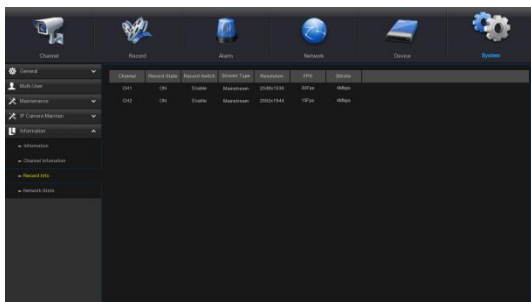 Channel Record Alarm Network Device System
General
Multi-User
Maintenance
IP Camera Maintain
Information
Information
Channel Information
Record Info
Network State
Channel Record State Record Switch Stream Type Resolution FPS Bitrate
CH1 ON Enable Mainstream 2048x1536 20Fps 4Mbps
CH2 ON Enable Mainstream 2592x1944 15Fps 4Mbps